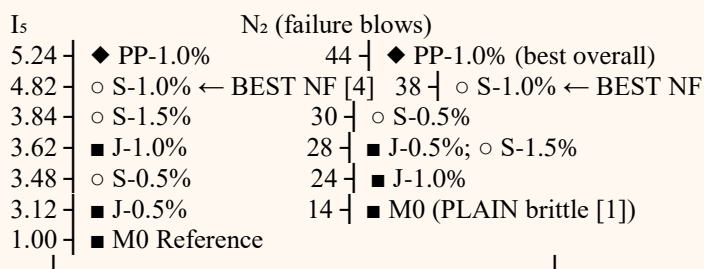 I₅ N₂ (failure blows)
5.24 ◆ PP-1.0% 44 ◆ PP-1.0% (best overall)
4.82 ○ S-1.0% ← BEST NF [4] 38 ○ S-1.0% ← BEST NF
3.84 ○ S-1.5% 30 ○ S-0.5%
3.62 ■ J-1.0% 28 ■ J-0.5%; ○ S-1.5%
3.48 ○ S-0.5% 24 ■ J-1.0%
3.12 ■ J-0.5% 14 ■ M0 (PLAIN brittle [1])
1.00 ■ M0 Reference